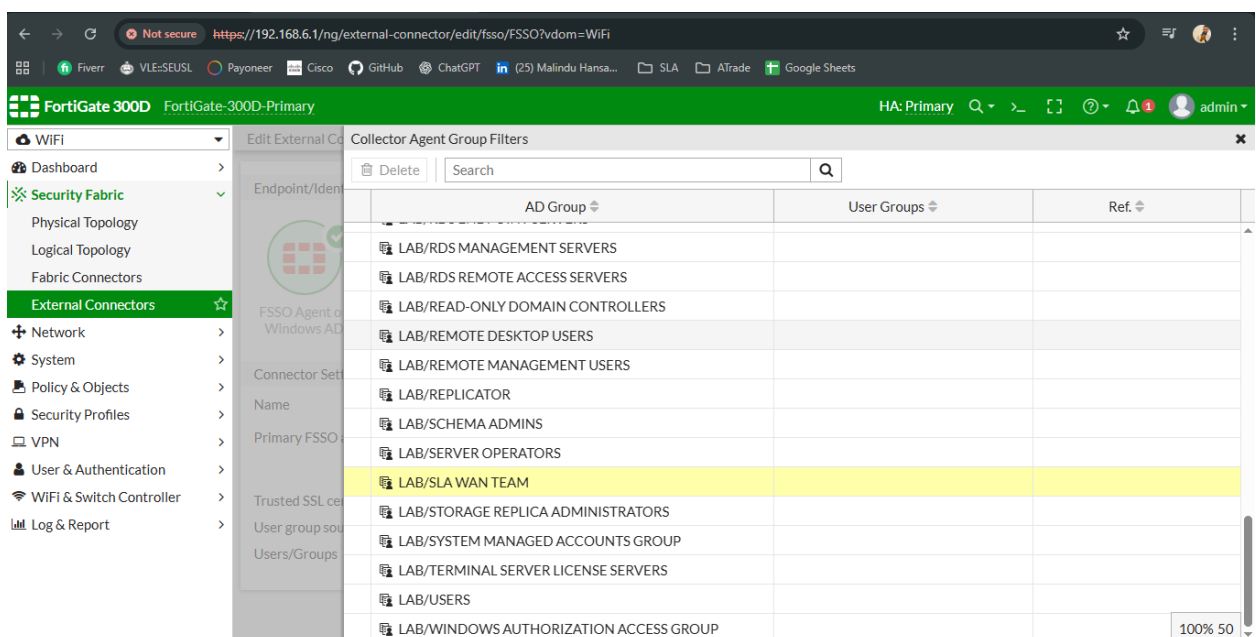 Not secure https://192.168.6.1/ng/external-connector/edit/fsso/FSSO?vdom=WiFi
Fiverr VLE::SEUSL Payoneer Cisco GitHub ChatGPT in (25) Malindu Hansa... SLA ATrade Google Sheets
FortiGate 300D FortiGate-300D-Primary HA: Primary >_ 1 admin
WiFi
Edit External Co
Collector Agent Group Filters
Dashboard
Delete Search
Security Fabric
Endpoint/Ident
Physical Topology
AD Group User Groups Ref.
Logical Topology
LAB/RDS MANAGEMENT SERVERS
Fabric Connectors
LAB/RDS REMOTE ACCESS SERVERS
External Connectors
FSSO Agent o
Windows AD
LAB/READ-ONLY DOMAIN CONTROLLERS
Network
LAB/REMOTE DESKTOP USERS
System
LAB/REMOTE MANAGEMENT USERS
Connector Sett
Policy & Objects
LAB/REPLICATOR
Name
Security Profiles
LAB/SCHEMA ADMINS
Primary FSSO a
VPN
LAB/SERVER OPERATORS
User & Authentication
LAB/SLA WAN TEAM
WiFi & Switch Controller
Trusted SSL cer
LAB/STORAGE REPLICA ADMINISTRATORS
Log & Report
User group sou
LAB/SYSTEM MANAGED ACCOUNTS GROUP
Users/Groups
LAB/TERMINAL SERVER LICENSE SERVERS
LAB/USERS
LAB/WINDOWS AUTHORIZATION ACCESS GROUP
100% 50